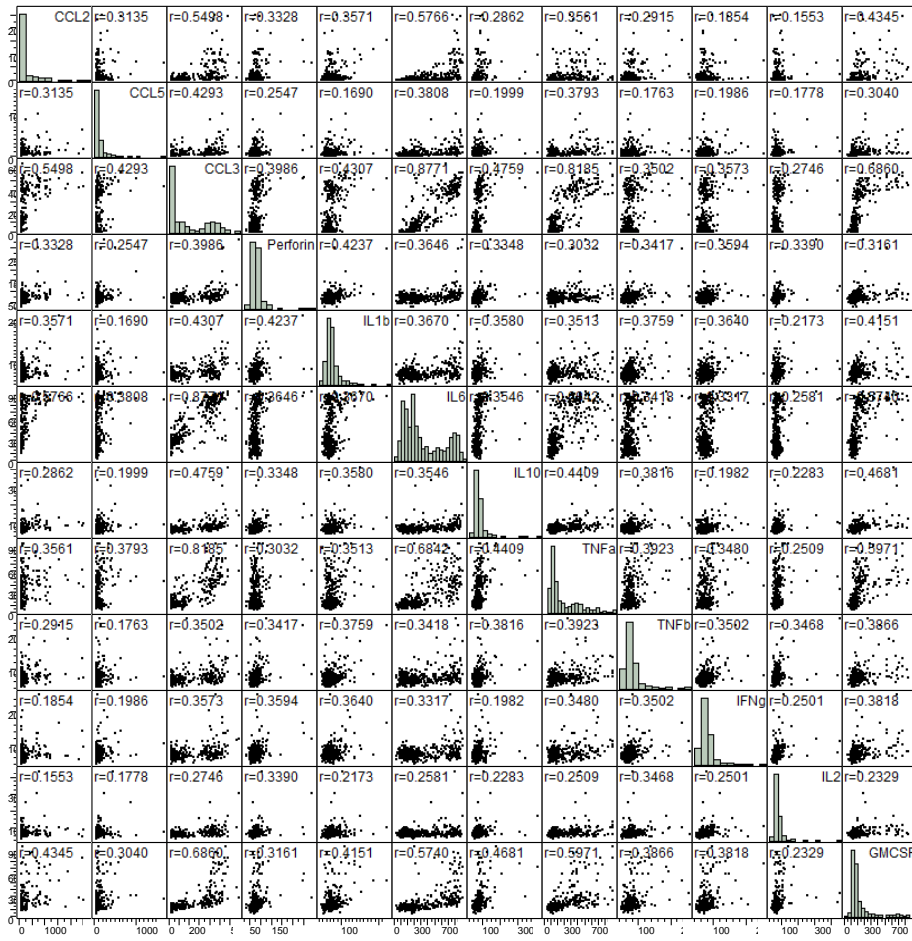 CCL2 r=0.3135 r=0.5498 r=0.3328 r=0.3571 r=0.5766 r=0.2862 r=0.3561 r=0.2915 r=0.1854 r=0.1553 r=0.4345
r=0.3135 CCL5 r=0.4293 r=0.2547 r=0.1690 r=0.3808 r=0.1999 r=0.3793 r=0.1763 r=0.1986 r=0.1778 r=0.3040
r=0.5498 r=0.4293 CCL3 r=0.3986 r=0.4307 r=0.8771 r=0.4759 r=0.8185 r=0.3502 r=0.3573 r=0.2746 r=0.6860
r=0.3328 r=0.2547 r=0.3986 Perforin r=0.4237 r=0.3646 r=0.3348 r=0.3032 r=0.3417 r=0.3594 r=0.3390 r=0.3161
r=0.3571 r=0.1690 r=0.4307 r=0.4237 IL1b r=0.3670 r=0.3580 r=0.3513 r=0.3759 r=0.3640 r=0.2173 r=0.4151
IL6 r=0.3546 r=0.2581
r=0.2862 r=0.1999 r=0.4759 r=0.3348 r=0.3580 r=0.3546 IL10 r=0.4409 r=0.3816 r=0.1982 r=0.2283 r=0.4681
r=0.3561 r=0.3793 r=0.8185 r=0.3032 r=0.3513 r=0.6842 r=0.4409 TNFa r=0.3923 r=0.3480 r=0.2509 r=0.5971
r=0.2915 r=0.1763 r=0.3502 r=0.3417 r=0.3759 r=0.3418 r=0.3816 r=0.3923 TNFb r=0.3502 r=0.3468 r=0.3866
r=0.1854 r=0.1986 r=0.3573 r=0.3594 r=0.3640 r=0.3317 r=0.1982 r=0.3480 r=0.3502 IFNg r=0.2501 r=0.3818
r=0.1553 r=0.1778 r=0.2746 r=0.3390 r=0.2173 r=0.2581 r=0.2283 r=0.2509 r=0.3468 r=0.2501 IL2 r=0.2329
r=0.4345 r=0.3040 r=0.6860 r=0.3161 r=0.4151 r=0.5740 r=0.4681 r=0.5971 r=0.3866 r=0.3818 r=0.2329 GMCSF
0 1000 0 1000 0 200 50 150 100 0 300 700 100 300 0 300 700 100 100 100 300 0 300 700